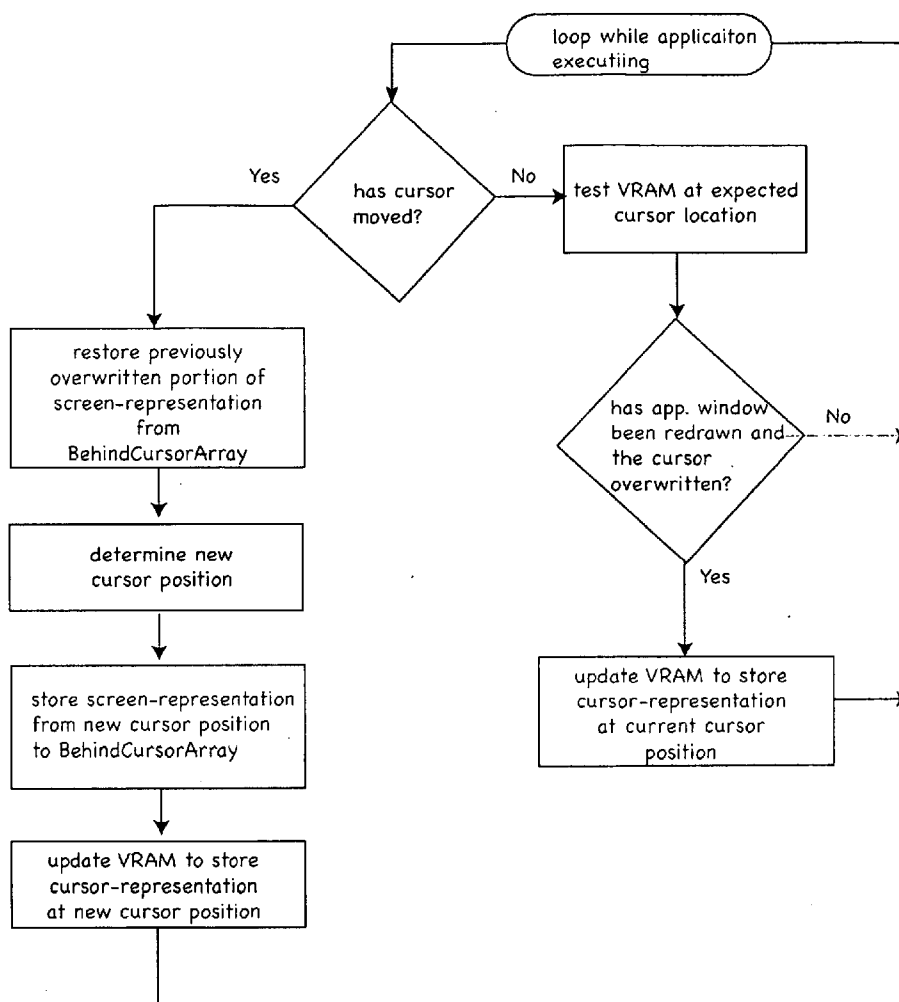 loop while applicaiton
executiing
Yes
has cursor
moved?
No
test VRAM at expected
cursor location
restore previously
overwritten portion of
screen-representation
from
BehindCursorArray
has app. window
been redrawn and
the cursor
overwritten?
No
determine new
cursor position
Yes
store screen-representation
from new cursor position
to BehindCursorArray
update VRAM to store
cursor-representation
at current cursor
position
update VRAM to store
cursor-representation
at new cursor position